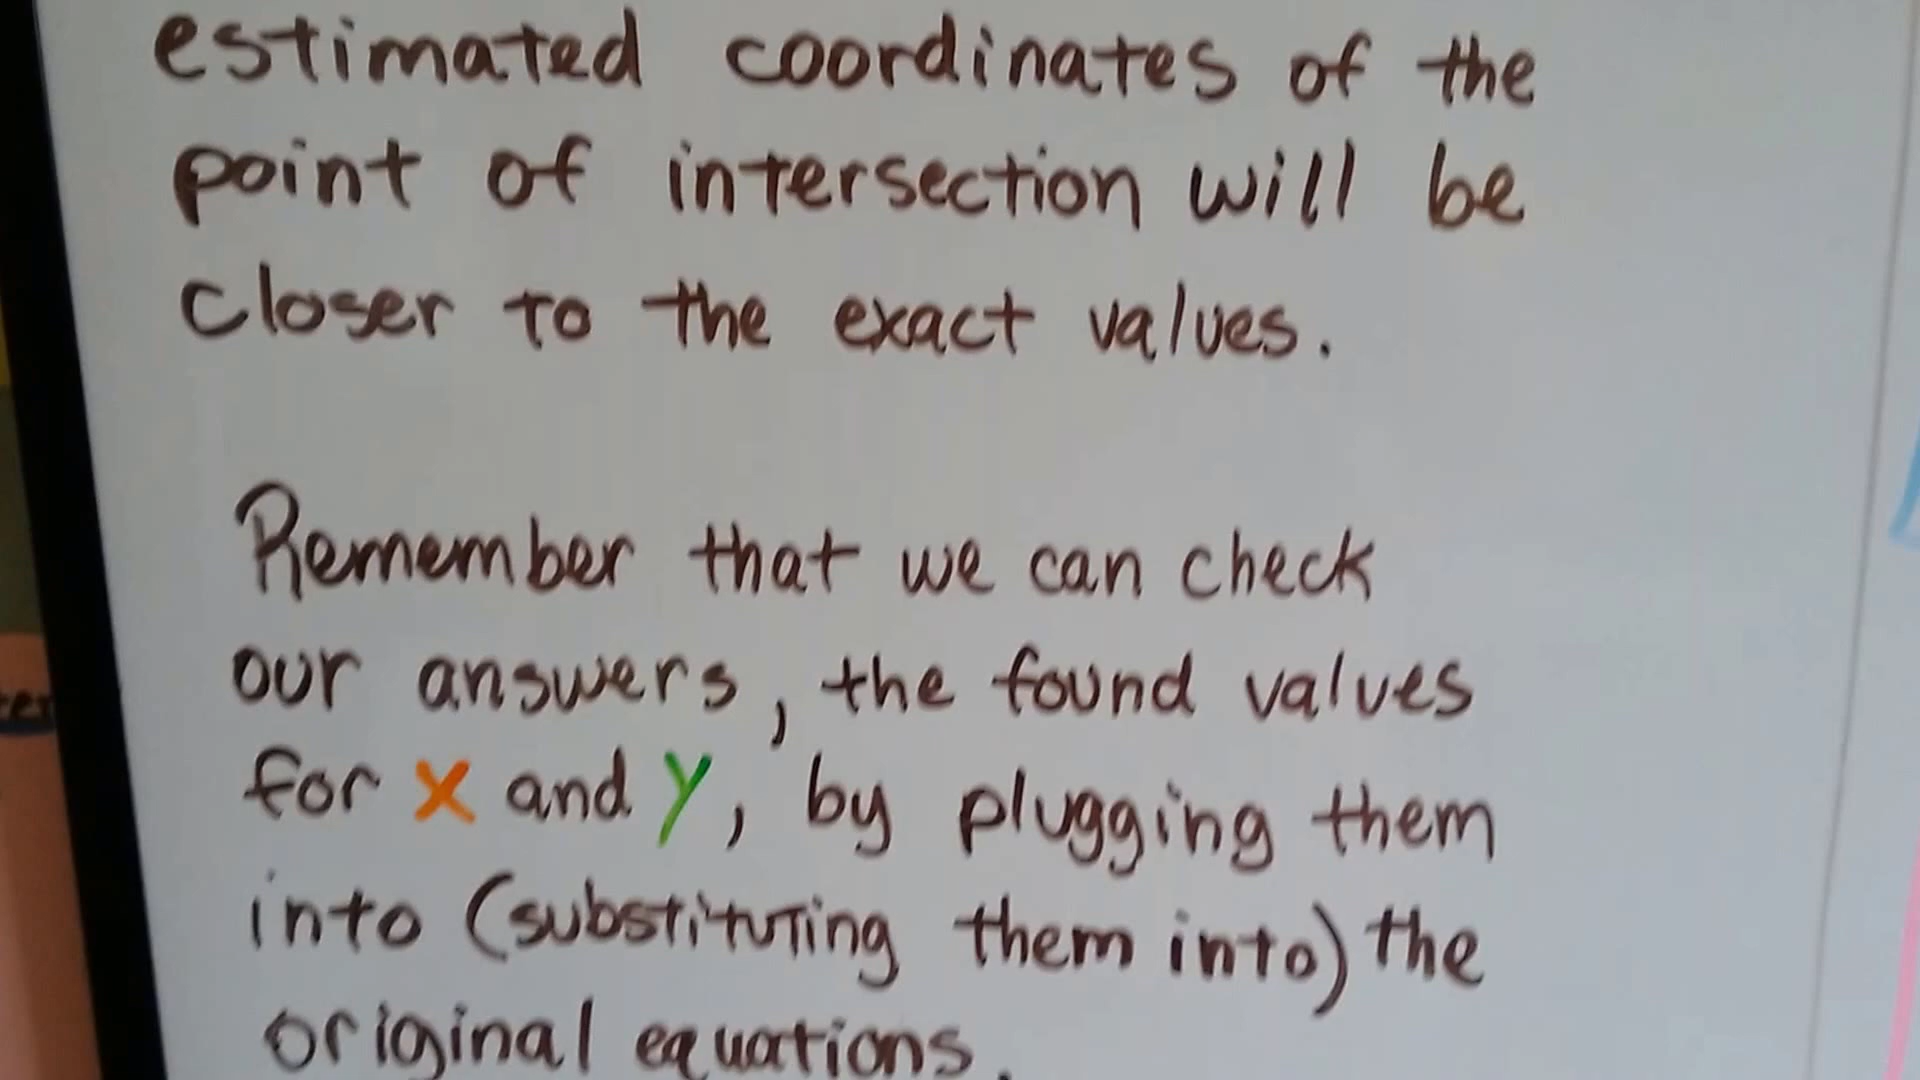 estimated coordinates of the
point of intersection will be
closer to the exact values.
Remember that we can check
our answers, the found values
for x and y, by plugging them
into (substituting them into) the
original equations.